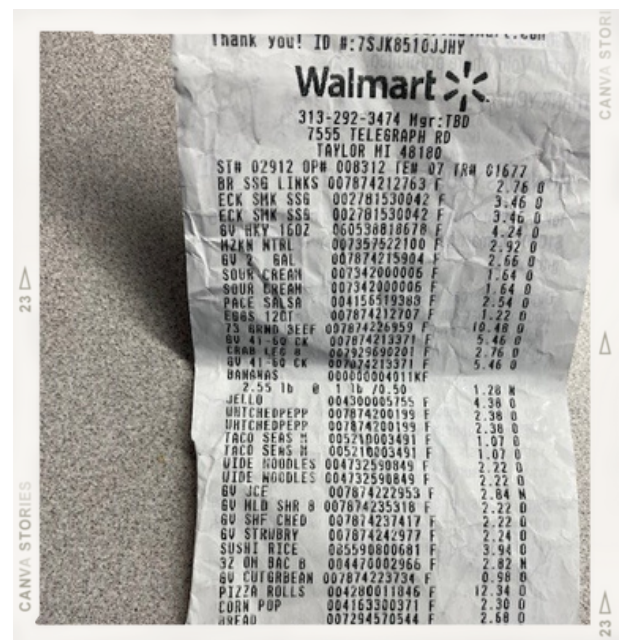 Thank you! ID #:7SJK8510JJHY
Walmart
313-292-3474 Mgr:TBD
7555 TELEGRAPH RD
TAYLOR MI 48180
ST# 02912 OP# 008312 TE# 07 TR# 01677
BR SSG LINKS 007874212763 F 2.76 O
ECK SMK SSG 002781530042 F 3.46 O
ECK SMK SSG 002781530042 F 3.46 O
GV HKY 16OZ 060538818678 F 4.24 O
MZKN NTRL 007357522100 F 2.92 O
GV 2 GAL 007874215904 F 2.66 O
SOUR CREAM 007342000006 F 1.64 O
SOUR CREAM 007342000006 F 1.64 O
PACE SALSA 004156519383 F 2.54 O
EGGS 12CT 007874212707 F 1.22 O
73 GRND BEEF 007874226959 F 10.48 O
GV 41-60 CK 007874213371 F 5.46 O
CRAB LEG 8 007929690201 F 2.76 O
GV 41-60 CK 007874213371 F 5.46 O
BANANAS 000000004011KF
2.55 lb @ 1 lb /0.50 1.28 N
JELLO 004300005755 F 4.38 O
WHTCHEDPEPP 007874200199 F 2.38 O
WHTCHEDPEPP 007874200199 F 2.38 O
TACO SEAS M 005210003491 F 1.07 O
TACO SEAS M 005210003491 F 1.07 O
WIDE NOODLES 004732590849 F 2.22 O
WIDE NOODLES 004732590849 F 2.22 O
GV JCE 007874222953 F 2.84 N
GV MLD SHR 8 007874235318 F 2.22 O
GV SHF CHED 007874237417 F 2.22 O
GV STRWBRY 007874242977 F 2.24 O
SUSHI RICE 085590800681 F 3.94 O
3Z ON BAC B 004470002966 F 2.82 N
GV CUTGRBEAN 007874223734 F 0.98 O
PIZZA ROLLS 004280011846 F 12.34 O
CORN POP 004163300371 F 2.30 O
BREAD 007294570544 F 2.68 O
CANVA STORIES
23
CANVA STORI
23